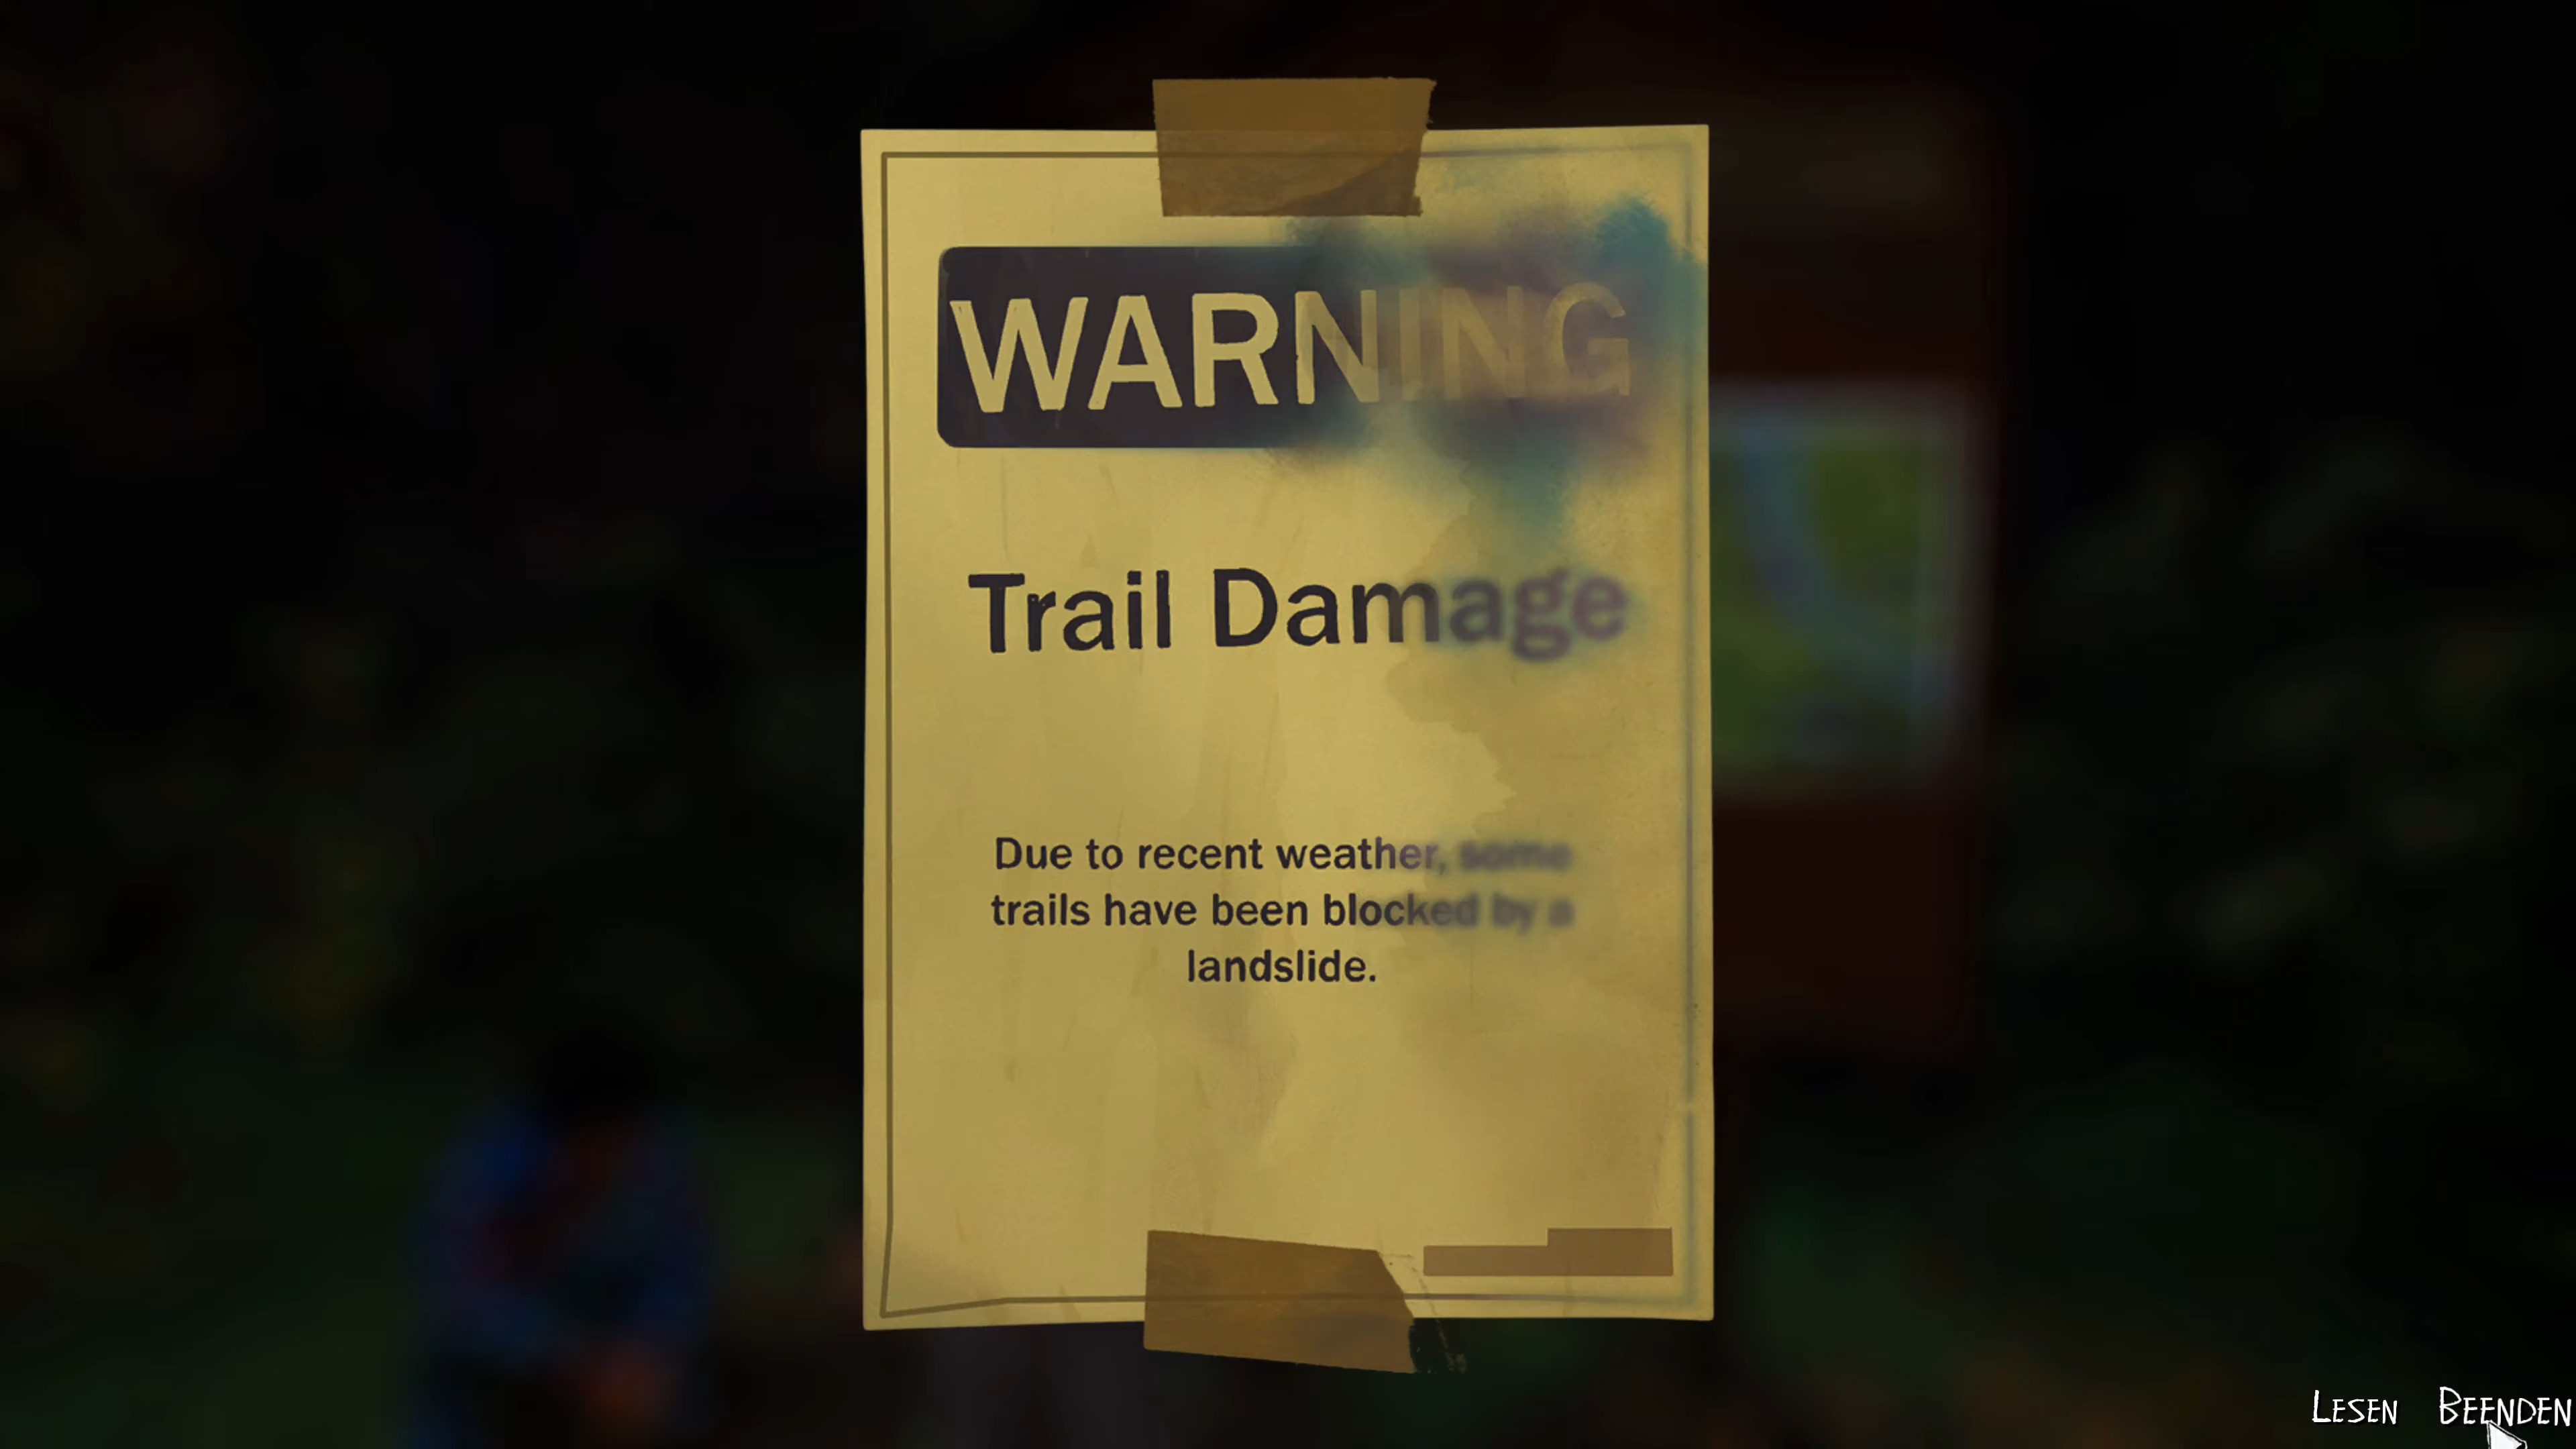 WARNING
Trail Damage
Due to recent weather, some
trails have been blocked by a
landslide.
LESEN BEENDEN